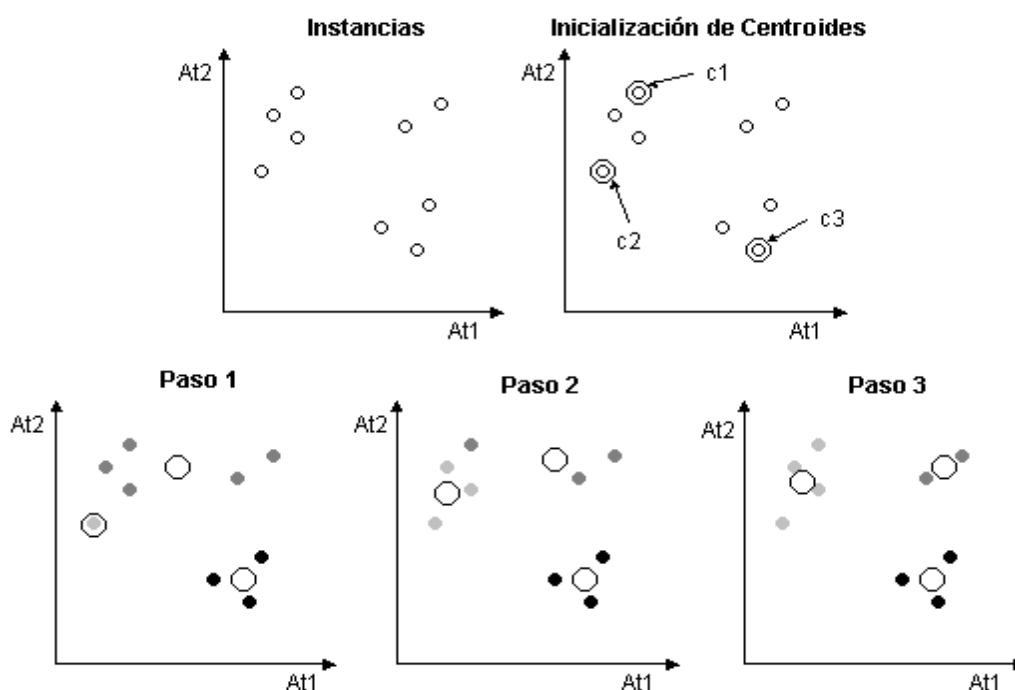 Instancias
At2
At1
Inicialización de Centroides
At2
c1
c2
c3
At1
Paso 1
At2
At1
Paso 2
At2
At1
Paso 3
At2
At1